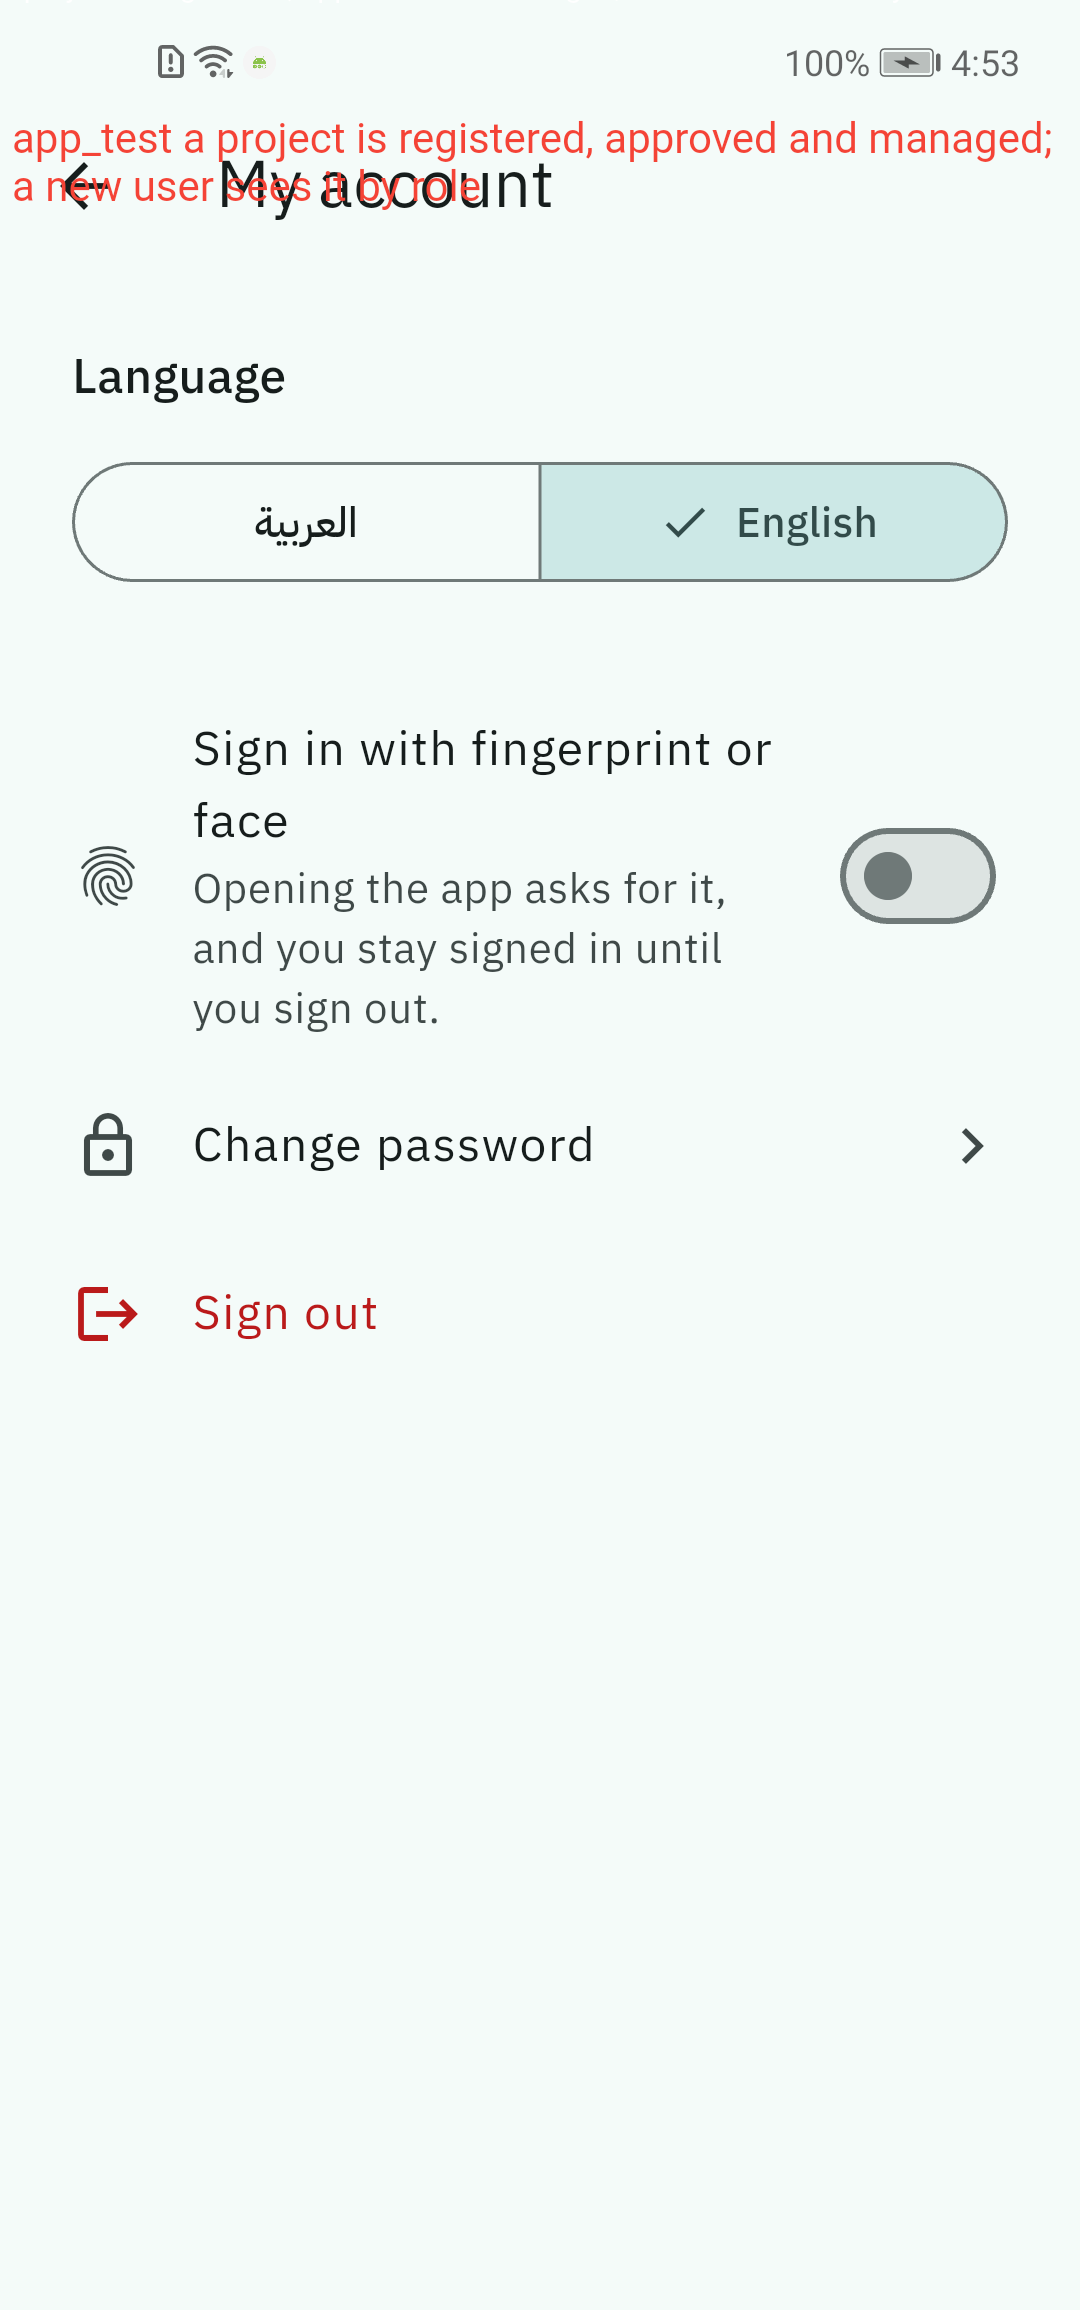 100% 4:53
app_test a project is registered, approved and managed;
a new user sees it by role
My account
Language
العربية
English
Sign in with fingerprint or
face
Opening the app asks for it,
and you stay signed in until
you sign out.
Change password
Sign out